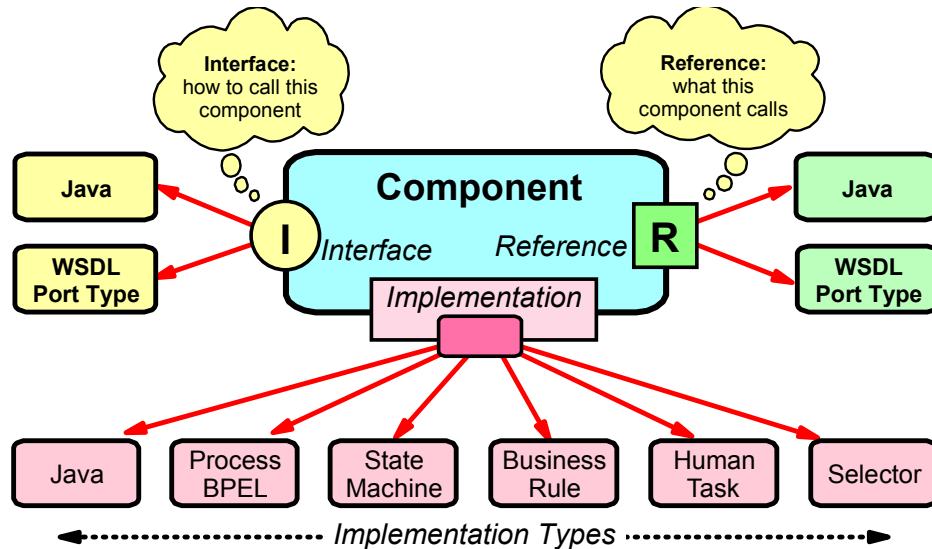 Interface:
how to call this
component
Reference:
what this
component calls
Java
WSDL
Port Type
Component
I
Interface
Reference
R
Implementation
Java
WSDL
Port Type
Java
Process
BPEL
State
Machine
Business
Rule
Human
Task
Selector
Implementation Types